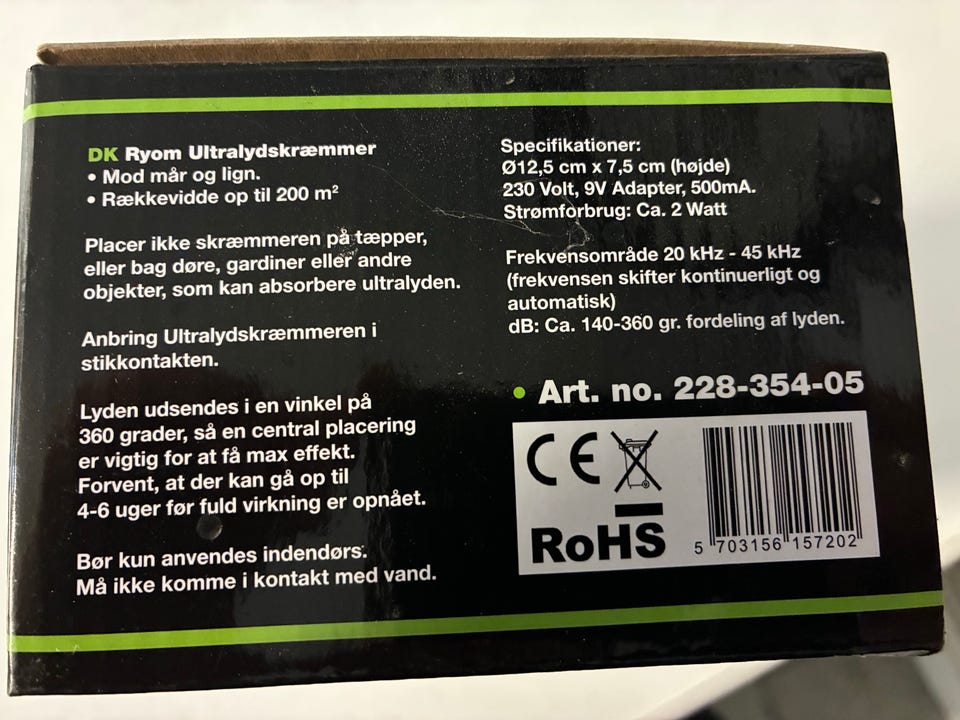 DK Ryom Ultralydskræmmer
• Mod mår og lign.
• Rækkevidde op til 200 m²
Placer ikke skræmmeren på tæpper,
eller bag døre, gardiner eller andre
objekter, som kan absorbere ultralyden.
Anbring Ultralydskræmmeren i
stikkontakten.
Lyden udsendes i en vinkel på
360 grader, så en central placering
er vigtig for at få max effekt.
Forvent, at der kan gå op til
4-6 uger før fuld virkning er opnået.
Bør kun anvendes indendørs.
Må ikke komme i kontakt med vand.
Specifikationer:
Ø12,5 cm x 7,5 cm (højde)
230 Volt, 9V Adapter, 500mA.
Strømforbrug: Ca. 2 Watt
Frekvensområde 20 kHz - 45 kHz
(frekvensen skifter kontinuerligt og
automatisk)
dB: Ca. 140-360 gr. fordeling af lyden.
• Art. no. 228-354-05
CE
RoHS
5 703156 157202